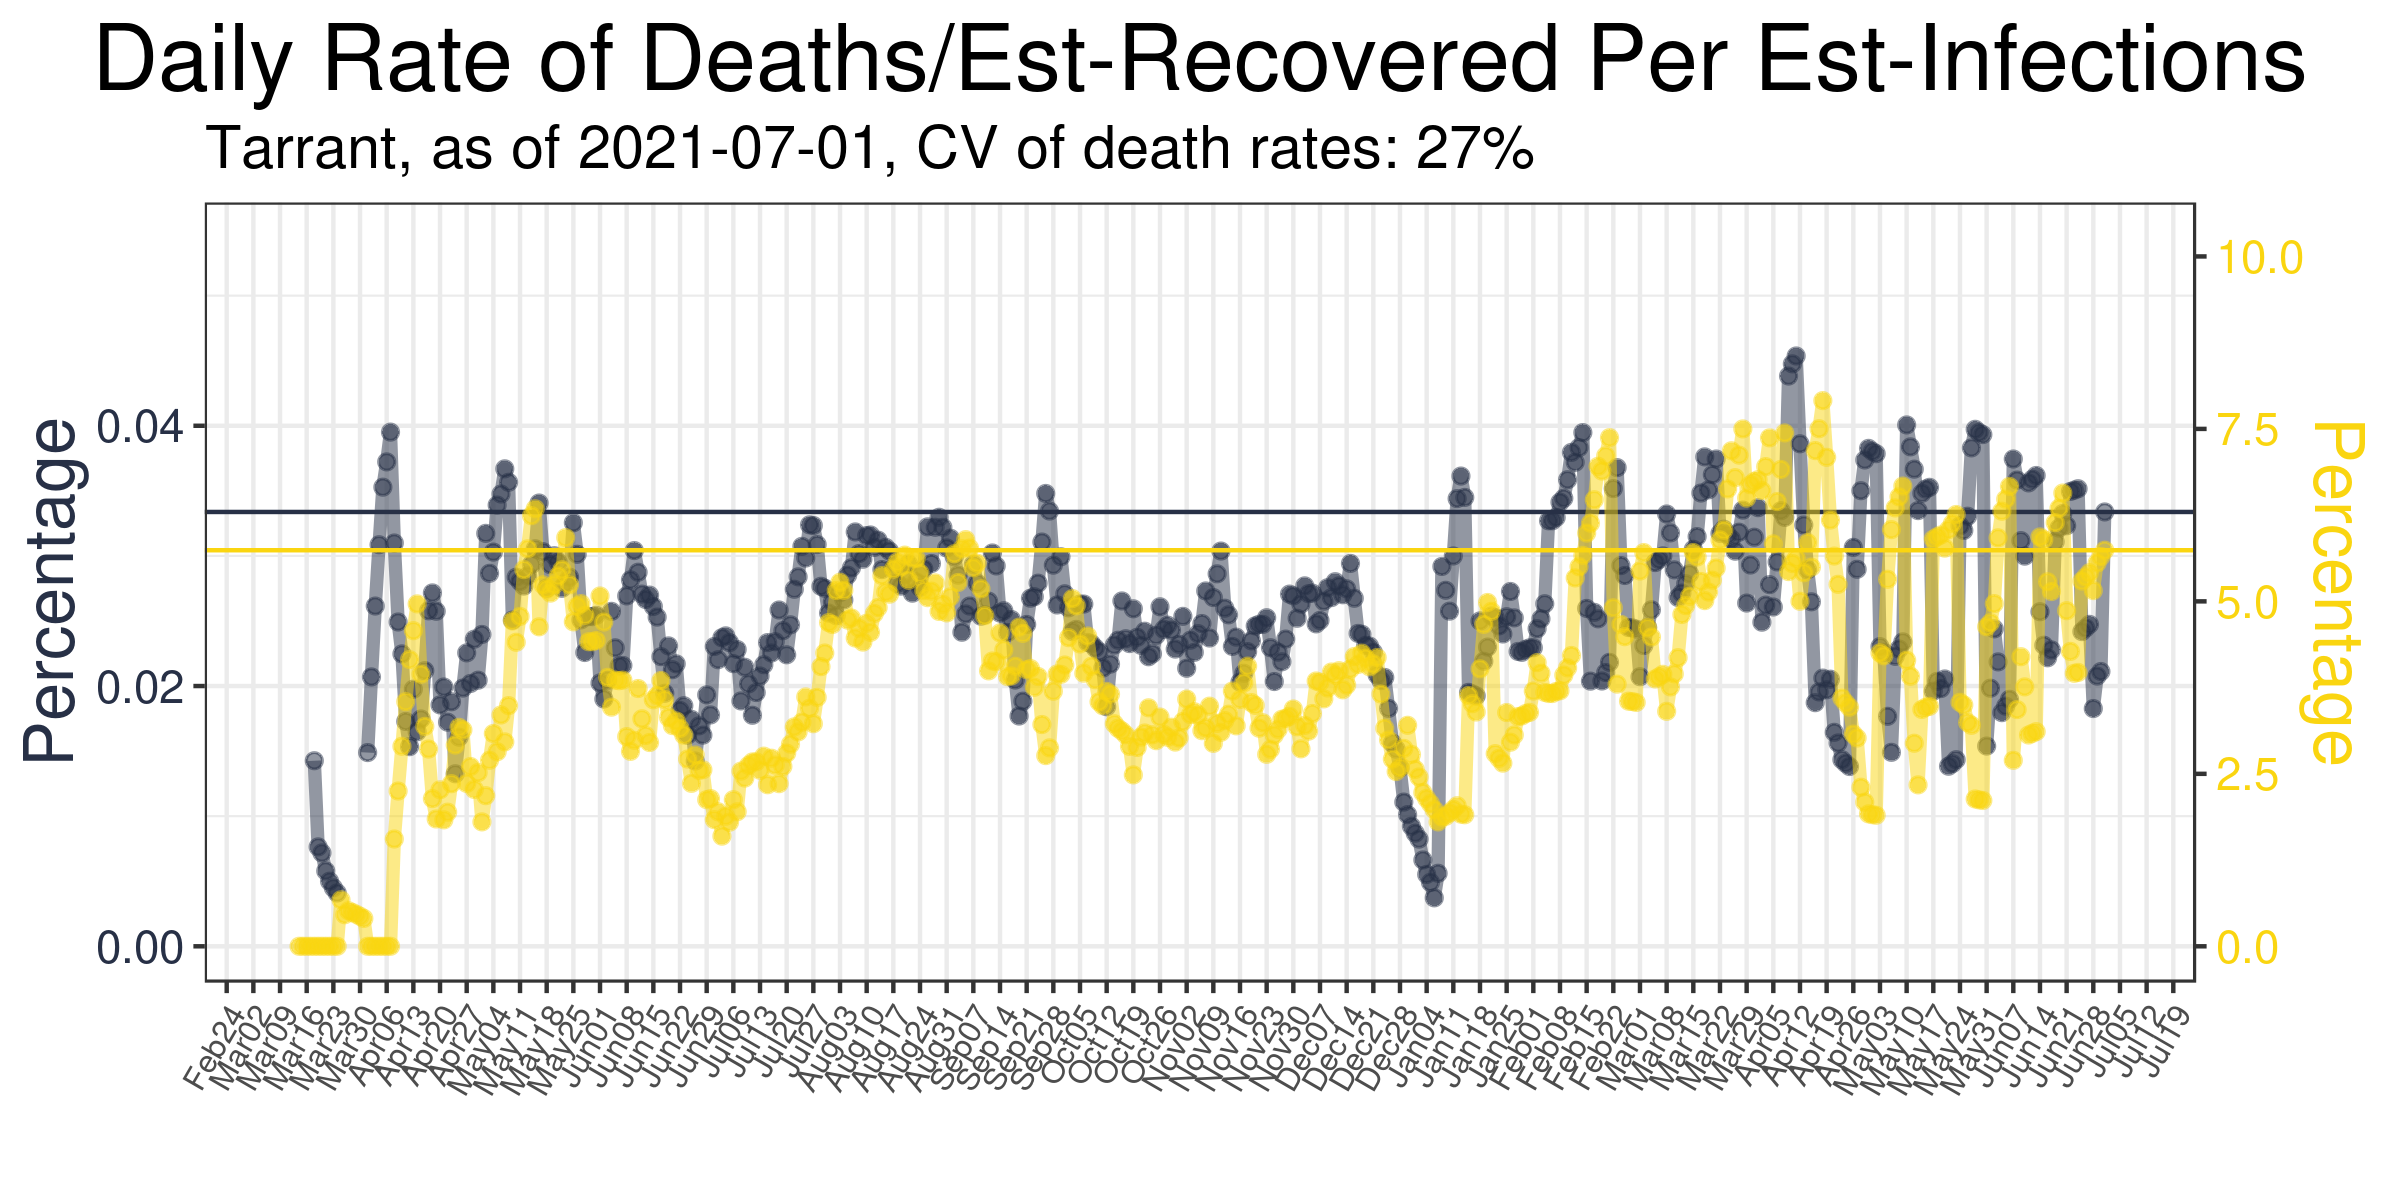 Daily Rate of Deaths/Est-Recovered Per Est-Infections
Tarrant, as of 2021-07-01, CV of death rates: 27%
Percentage
0.04
0.02
0.00
10.0
7.5
5.0
2.5
0.0
Percentage
Feb24
Mar02
Mar09
Mar16
Mar23
Mar30
Apr06
Apr13
Apr20
Apr27
May04
May11
May18
May25
Jun01
Jun08
Jun15
Jun22
Jun29
Jul06
Jul13
Jul20
Jul27
Aug03
Aug10
Aug17
Aug24
Aug31
Sep07
Sep14
Sep21
Sep28
Oct05
Oct12
Oct19
Oct26
Nov02
Nov09
Nov16
Nov23
Nov30
Dec07
Dec14
Dec21
Dec28
Jan04
Jan11
Jan18
Jan25
Feb01
Feb08
Feb15
Feb22
Mar01
Mar08
Mar15
Mar22
Mar29
Apr05
Apr12
Apr19
Apr26
May03
May10
May17
May24
May31
Jun07
Jun14
Jun21
Jun28
Jul05
Jul12
Jul19